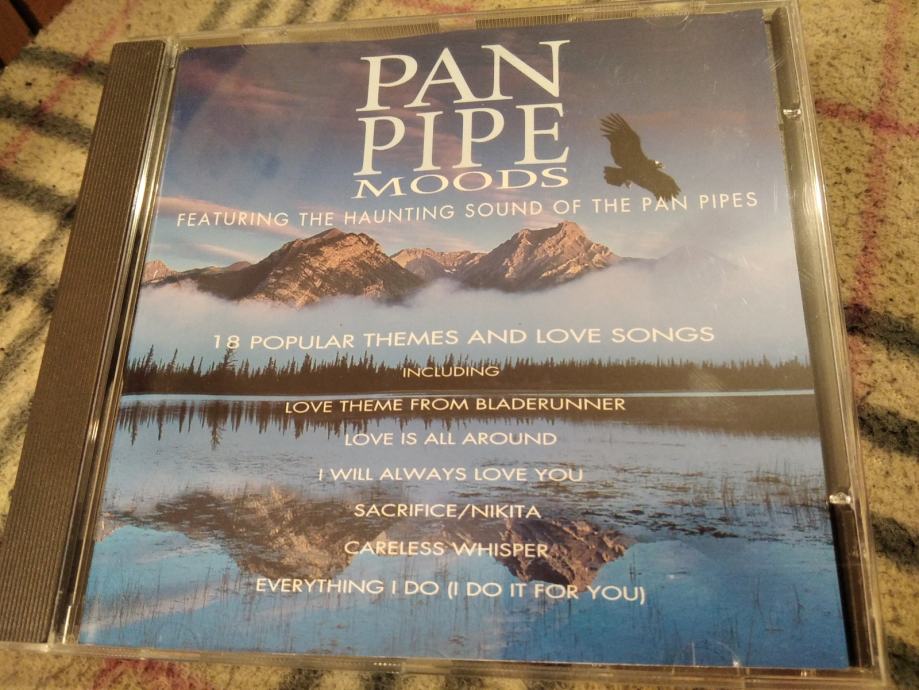 PAN
PIPE
MOODS
FEATURING THE HAUNTING SOUND OF THE PAN PIPES
18 POPULAR THEMES AND LOVE SONGS
INCLUDING
LOVE THEME FROM BLADERUNNER
LOVE IS ALL AROUND
I WILL ALWAYS LOVE YOU
SACRIFICE/NIKITA
CARELESS WHISPER
EVERYTHING I DO (I DO IT FOR YOU)